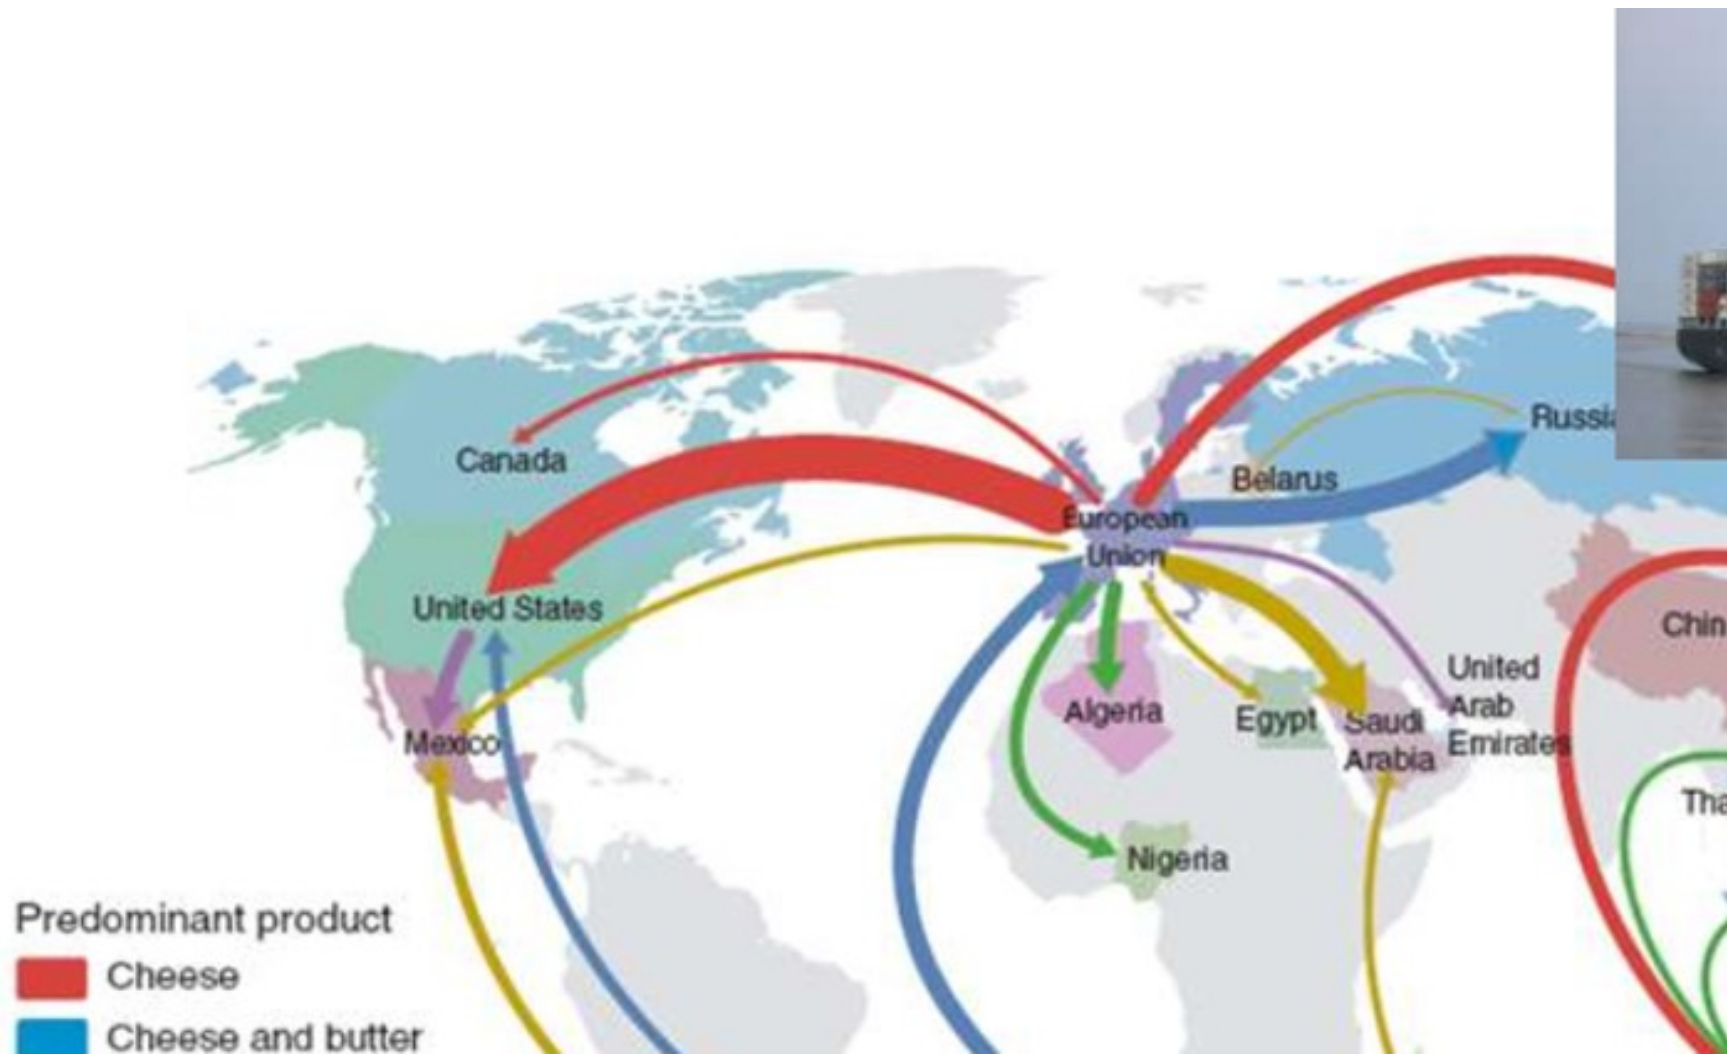 Canada
Russia
Belarus
European
Union
United States
Chin
United
Arab
Emirates
Algeria
Egypt
Saudi
Arabia
Mexico
Tha
Nigeria
Predominant product
Cheese
Cheese and butter